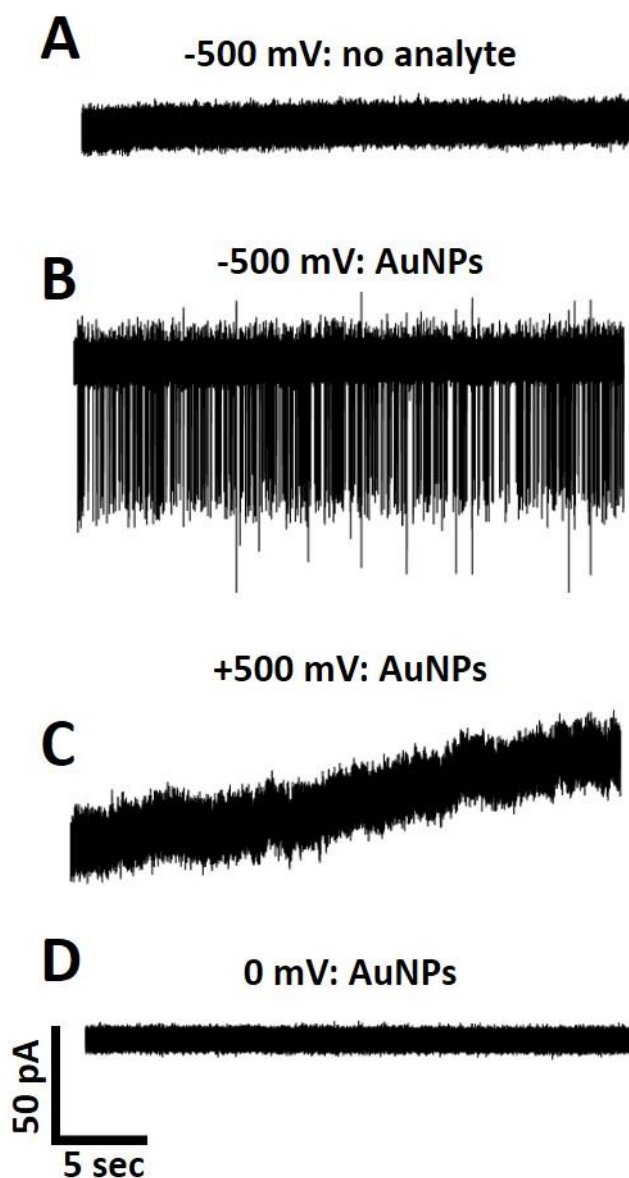 A
-500 mV: no analyte
B
-500 mV: AuNPs
+500 mV: AuNPs
C
D
0 mV: AuNPs
50 pA
5 sec